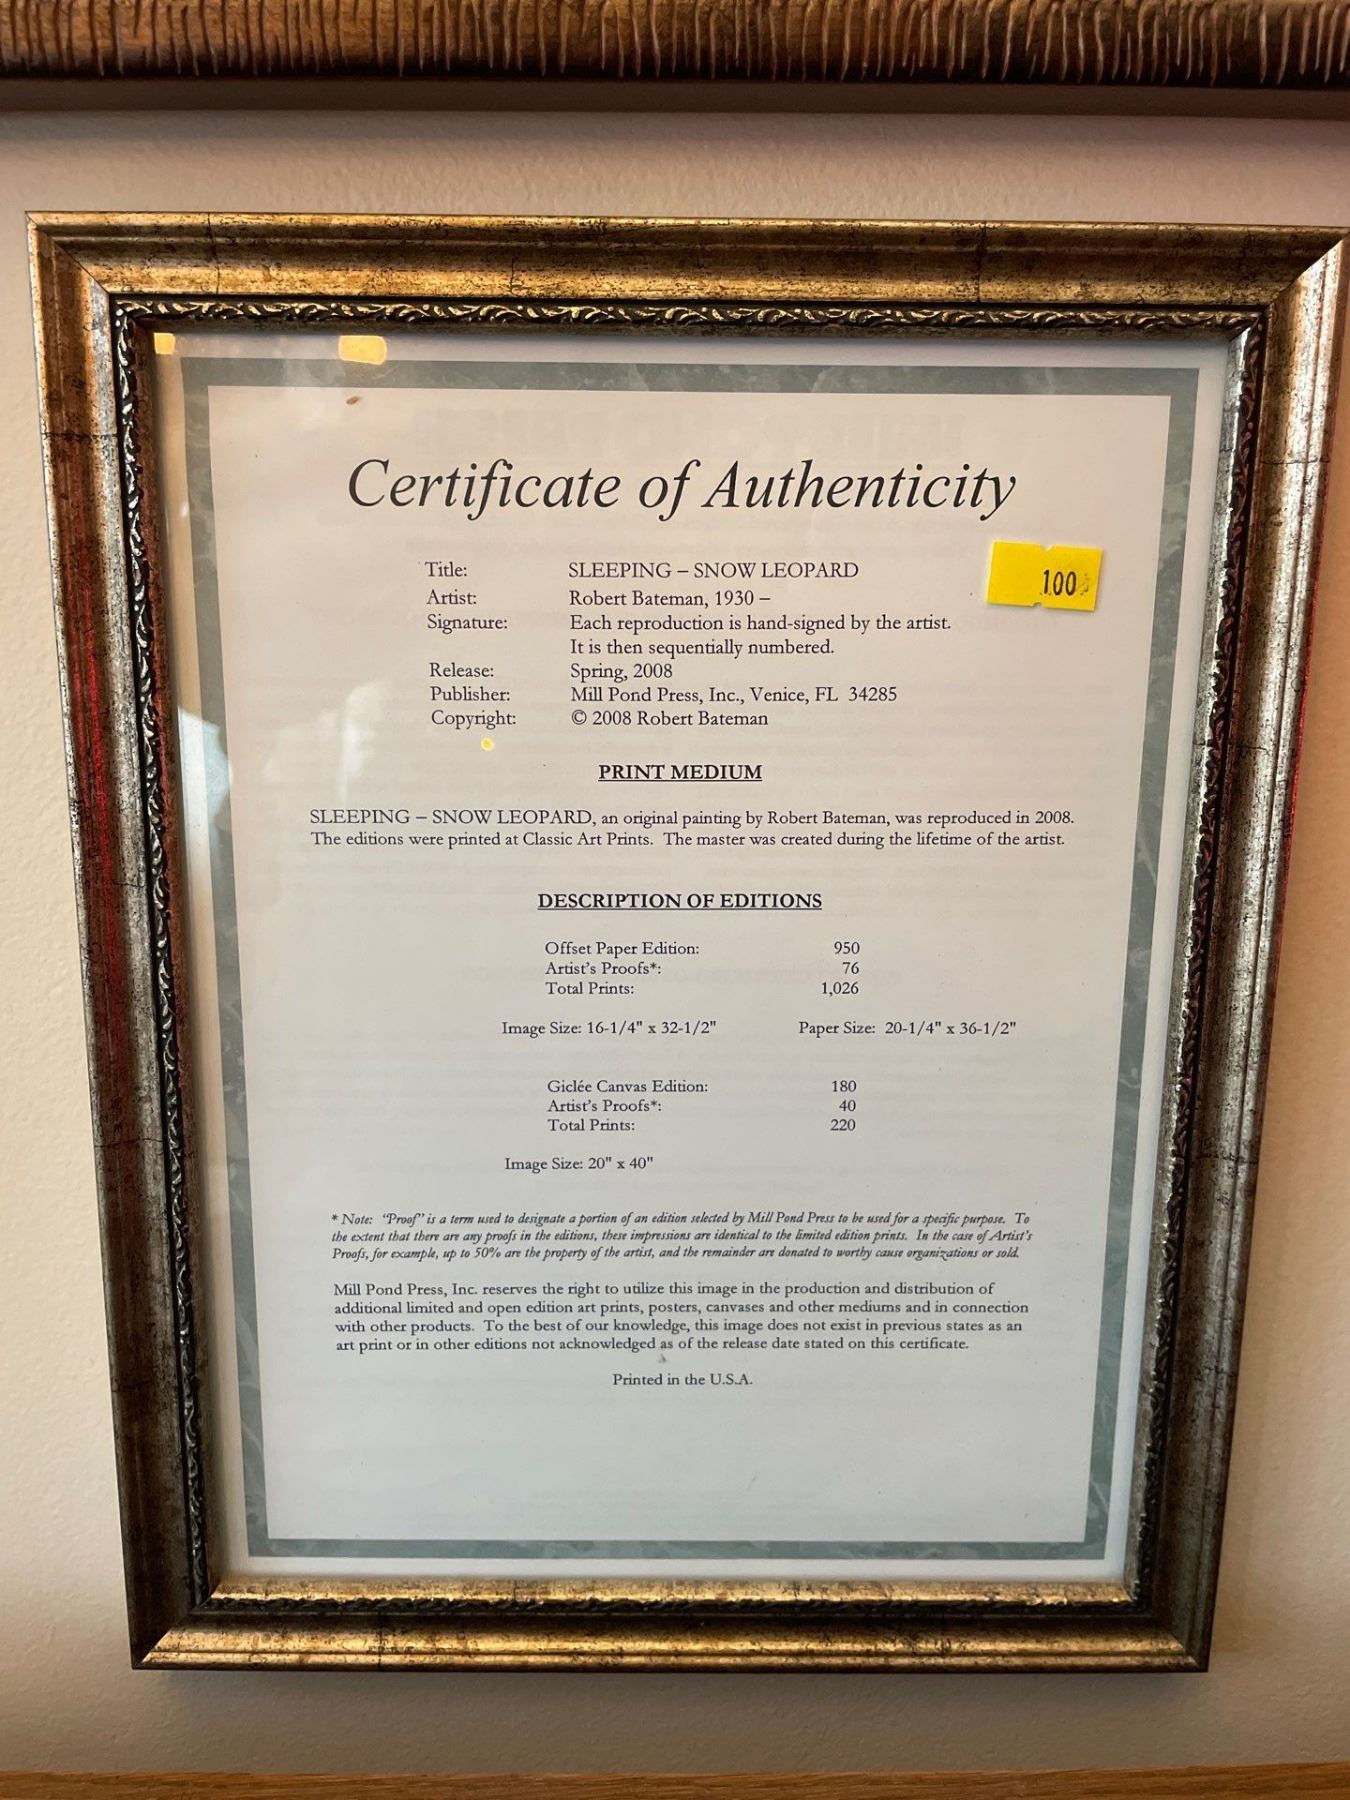 Certificate of Authenticity
100
Title: SLEEPING – SNOW LEOPARD
Artist: Robert Bateman, 1930 –
Signature: Each reproduction is hand-signed by the artist.
It is then sequentially numbered.
Release: Spring, 2008
Publisher: Mill Pond Press, Inc., Venice, FL 34285
Copyright: © 2008 Robert Bateman
PRINT MEDIUM
SLEEPING – SNOW LEOPARD, an original painting by Robert Bateman, was reproduced in 2008.
The editions were printed at Classic Art Prints. The master was created during the lifetime of the artist.
DESCRIPTION OF EDITIONS
Offset Paper Edition: 950
Artist's Proofs*: 76
Total Prints: 1,026
Image Size: 16-1/4" x 32-1/2" Paper Size: 20-1/4" x 36-1/2"
Giclée Canvas Edition: 180
Artist's Proofs*: 40
Total Prints: 220
Image Size: 20" x 40"
* Note: "Proof" is a term used to designate a portion of an edition selected by Mill Pond Press to be used for a specific purpose. To
the extent that there are any proofs in the editions, these impressions are identical to the limited edition prints. In the case of Artist's
Proofs, for example, up to 50% are the property of the artist, and the remainder are donated to worthy cause organizations or sold.
Mill Pond Press, Inc. reserves the right to utilize this image in the production and distribution of
additional limited and open edition art prints, posters, canvases and other mediums and in connection
with other products. To the best of our knowledge, this image does not exist in previous states as an
art print or in other editions not acknowledged as of the release date stated on this certificate.
Printed in the U.S.A.